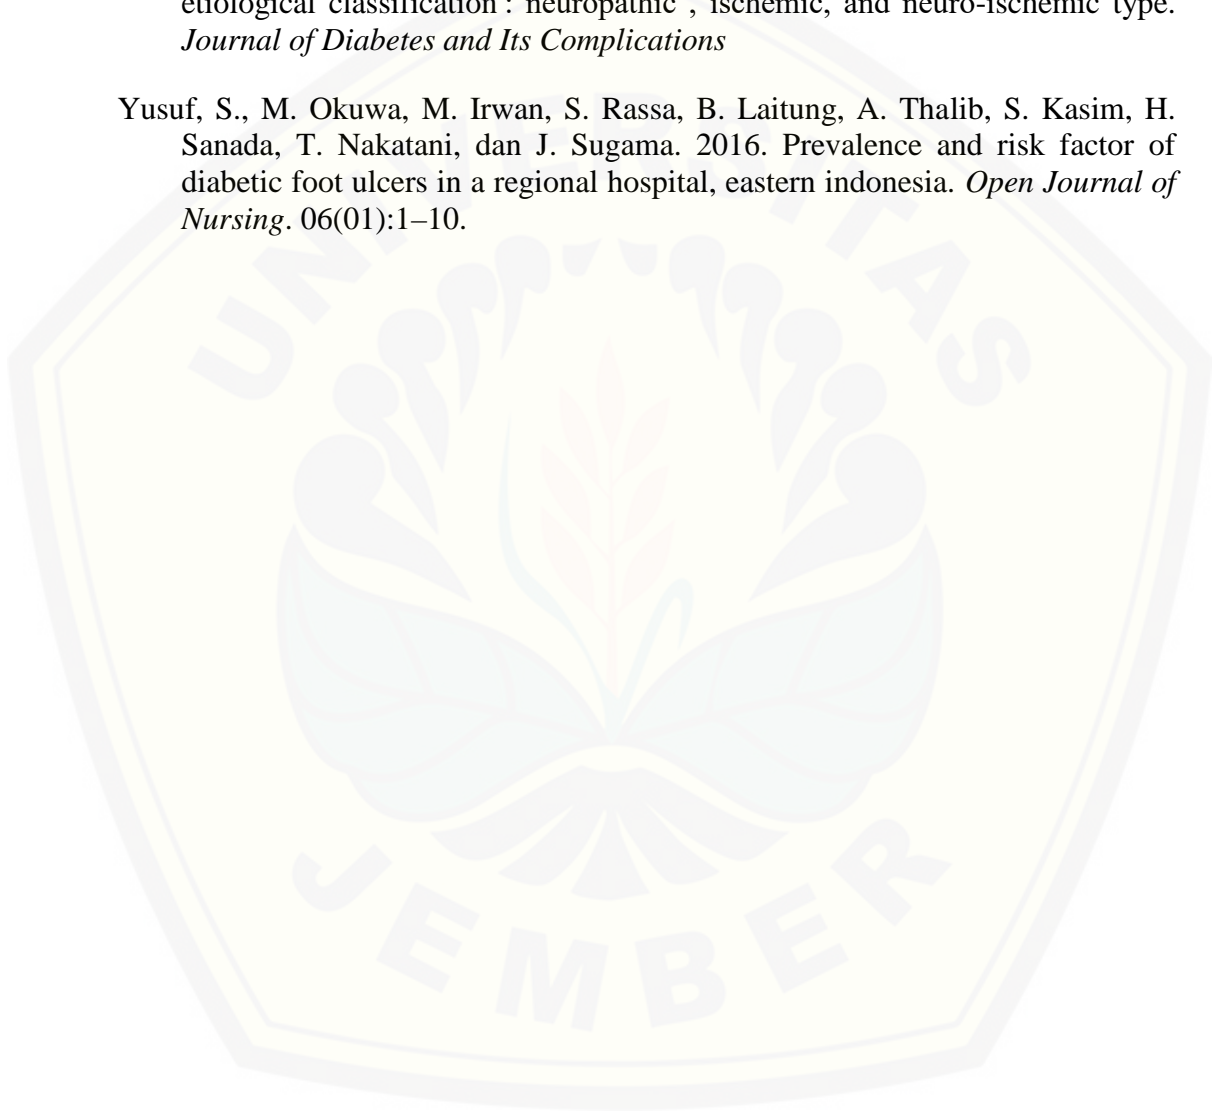 etiological classification : neuropathic , ischemic, and neuro-ischemic type.
Journal of Diabetes and Its Complications
Yusuf, S., M. Okuwa, M. Irwan, S. Rassa, B. Laitung, A. Thalib, S. Kasim, H.
Sanada, T. Nakatani, dan J. Sugama. 2016. Prevalence and risk factor of
diabetic foot ulcers in a regional hospital, eastern indonesia. Open Journal of
Nursing. 06(01):1–10.
UNIVERSITAS
JEMBER